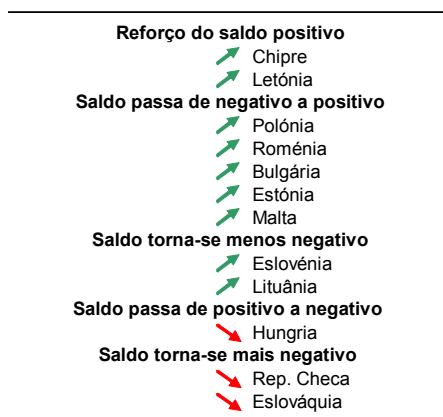 Reforço do saldo positivo
Chipre
Letónia
Saldo passa de negativo a positivo
Polónia
Roménia
Bulgária
Estónia
Malta
Saldo torna-se menos negativo
Eslovénia
Lituânia
Saldo passa de positivo a negativo
Hungria
Saldo torna-se mais negativo
Rep. Checa
Eslováquia